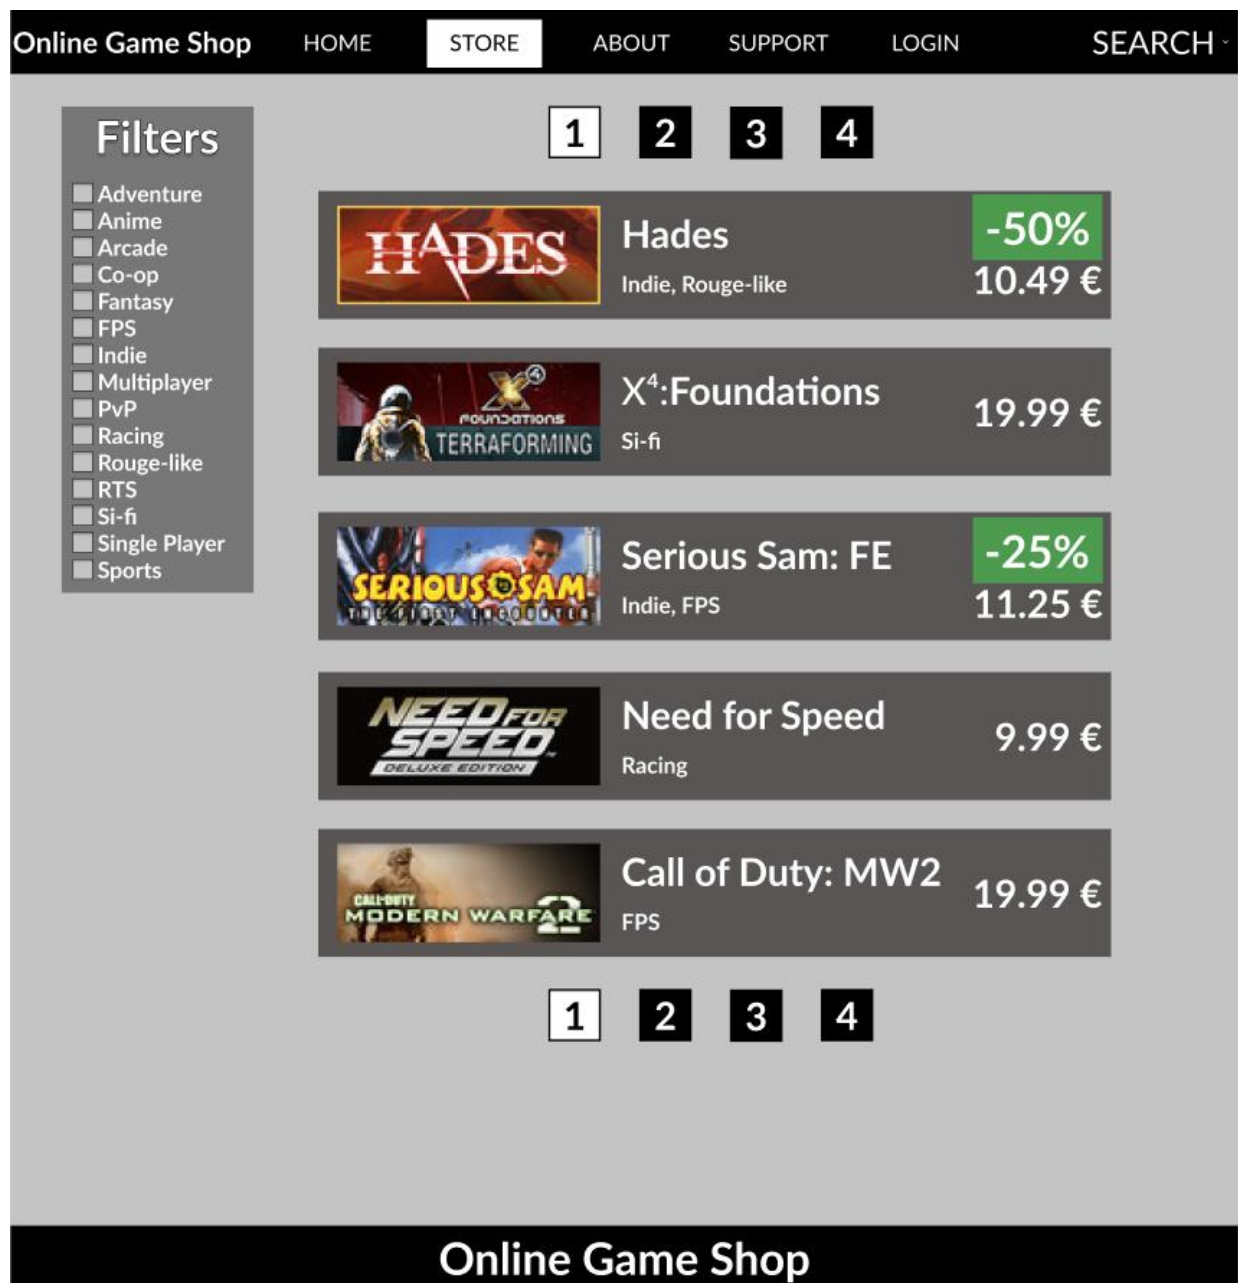 Online Game Shop HOME STORE ABOUT SUPPORT LOGIN SEARCH
Filters
Adventure
Anime
Arcade
Co-op
Fantasy
FPS
Indie
Multiplayer
PvP
Racing
Rouge-like
RTS
Si-fi
Single Player
Sports
1 2 3 4
HADES
Hades
Indie, Rouge-like
-50%
10.49 €
X4
FOUNDATIONS
TERRAFORMING
X⁴:Foundations
Si-fi
19.99 €
SERIOUS SAM
THE FIRST ENCOUNTER
Serious Sam: FE
Indie, FPS
-25%
11.25 €
NEED FOR
SPEED
DELUXE EDITION
Need for Speed
Racing
9.99 €
CALL OF DUTY
MODERN WARFARE 2
Call of Duty: MW2
FPS
19.99 €
1 2 3 4
Online Game Shop